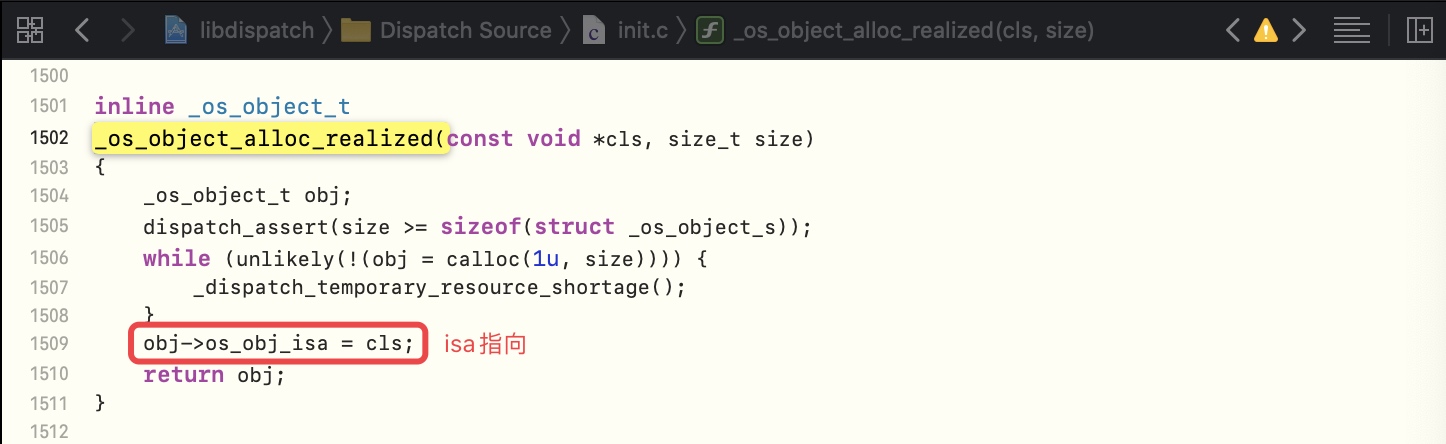 libdispatch 〉 Dispatch Source 〉 init.c 〉 _os_object_alloc_realized(cls, size)
1500
1501 inline _os_object_t
1502 _os_object_alloc_realized(const void *cls, size_t size)
1503 {
1504     _os_object_t obj;
1505     dispatch_assert(size >= sizeof(struct _os_object_s));
1506     while (unlikely(!(obj = calloc(1u, size)))) {
1507         _dispatch_temporary_resource_shortage();
1508     }
1509     obj->os_obj_isa = cls; isa指向
1510     return obj;
1511 }
1512